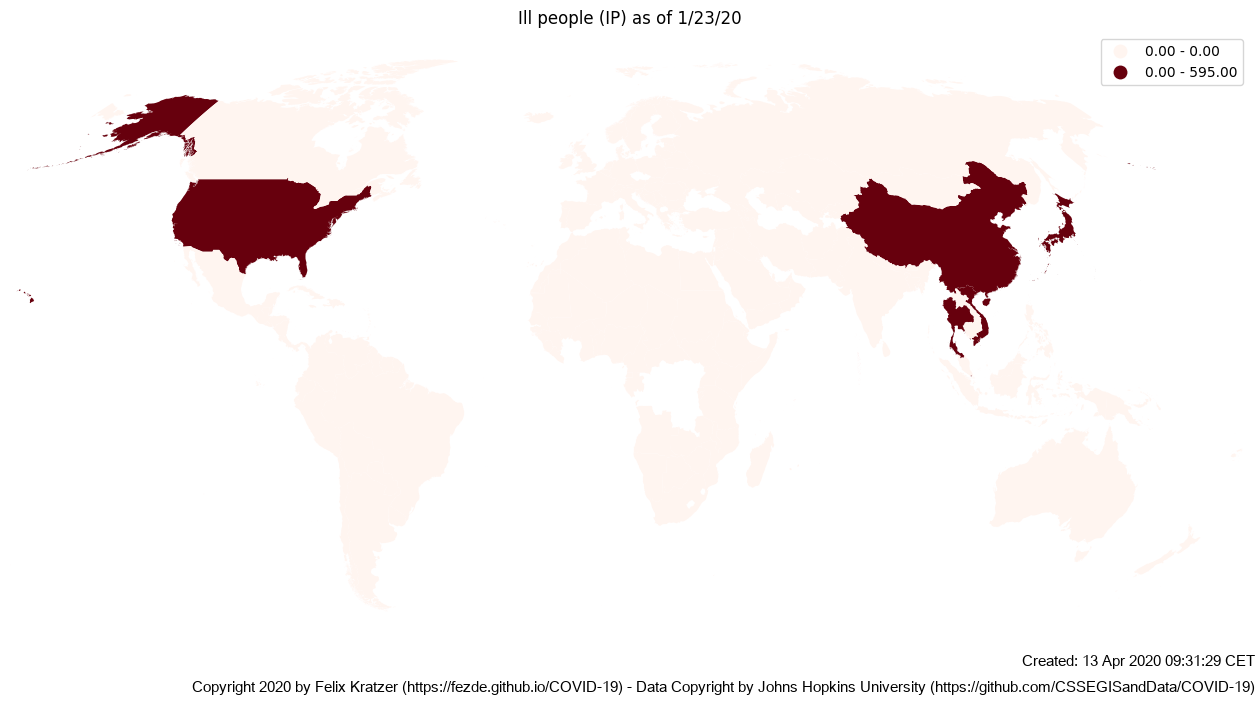 Ill people (IP) as of 1/23/20
0.00 - 0.00
0.00 - 595.00
Created: 13 Apr 2020 09:31:29 CET
Copyright 2020 by Felix Kratzer (https://fezde.github.io/COVID-19) - Data Copyright by Johns Hopkins University (https://github.com/CSSEGISandData/COVID-19)